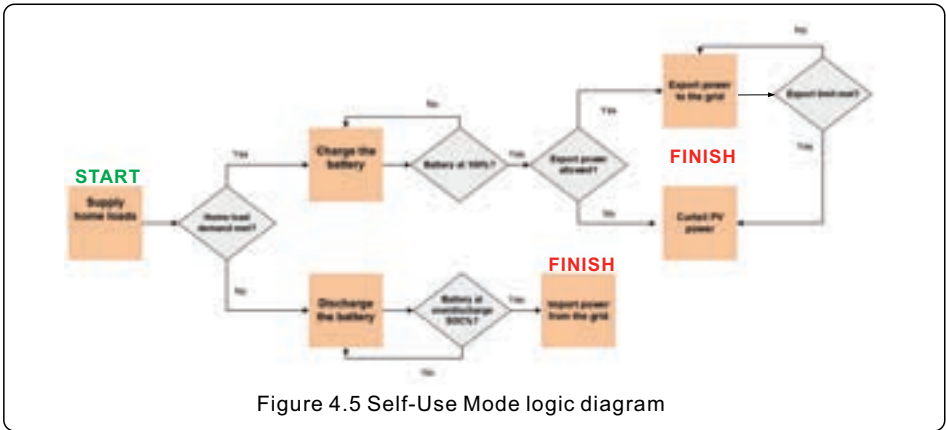 START
Supply
home loads
Home load
demand met?
Yes
No
Charge the
battery
No
Battery at 100%?
Yes
Export power
allowed?
Yes
No
Export power
to the grid
No
Export limit met?
Yes
FINISH
Curtail PV
power
Discharge
the battery
Battery at
overdischarge
SOC%?
No
Yes
FINISH
Import power
from the grid
Figure 4.5 Self-Use Mode logic diagram